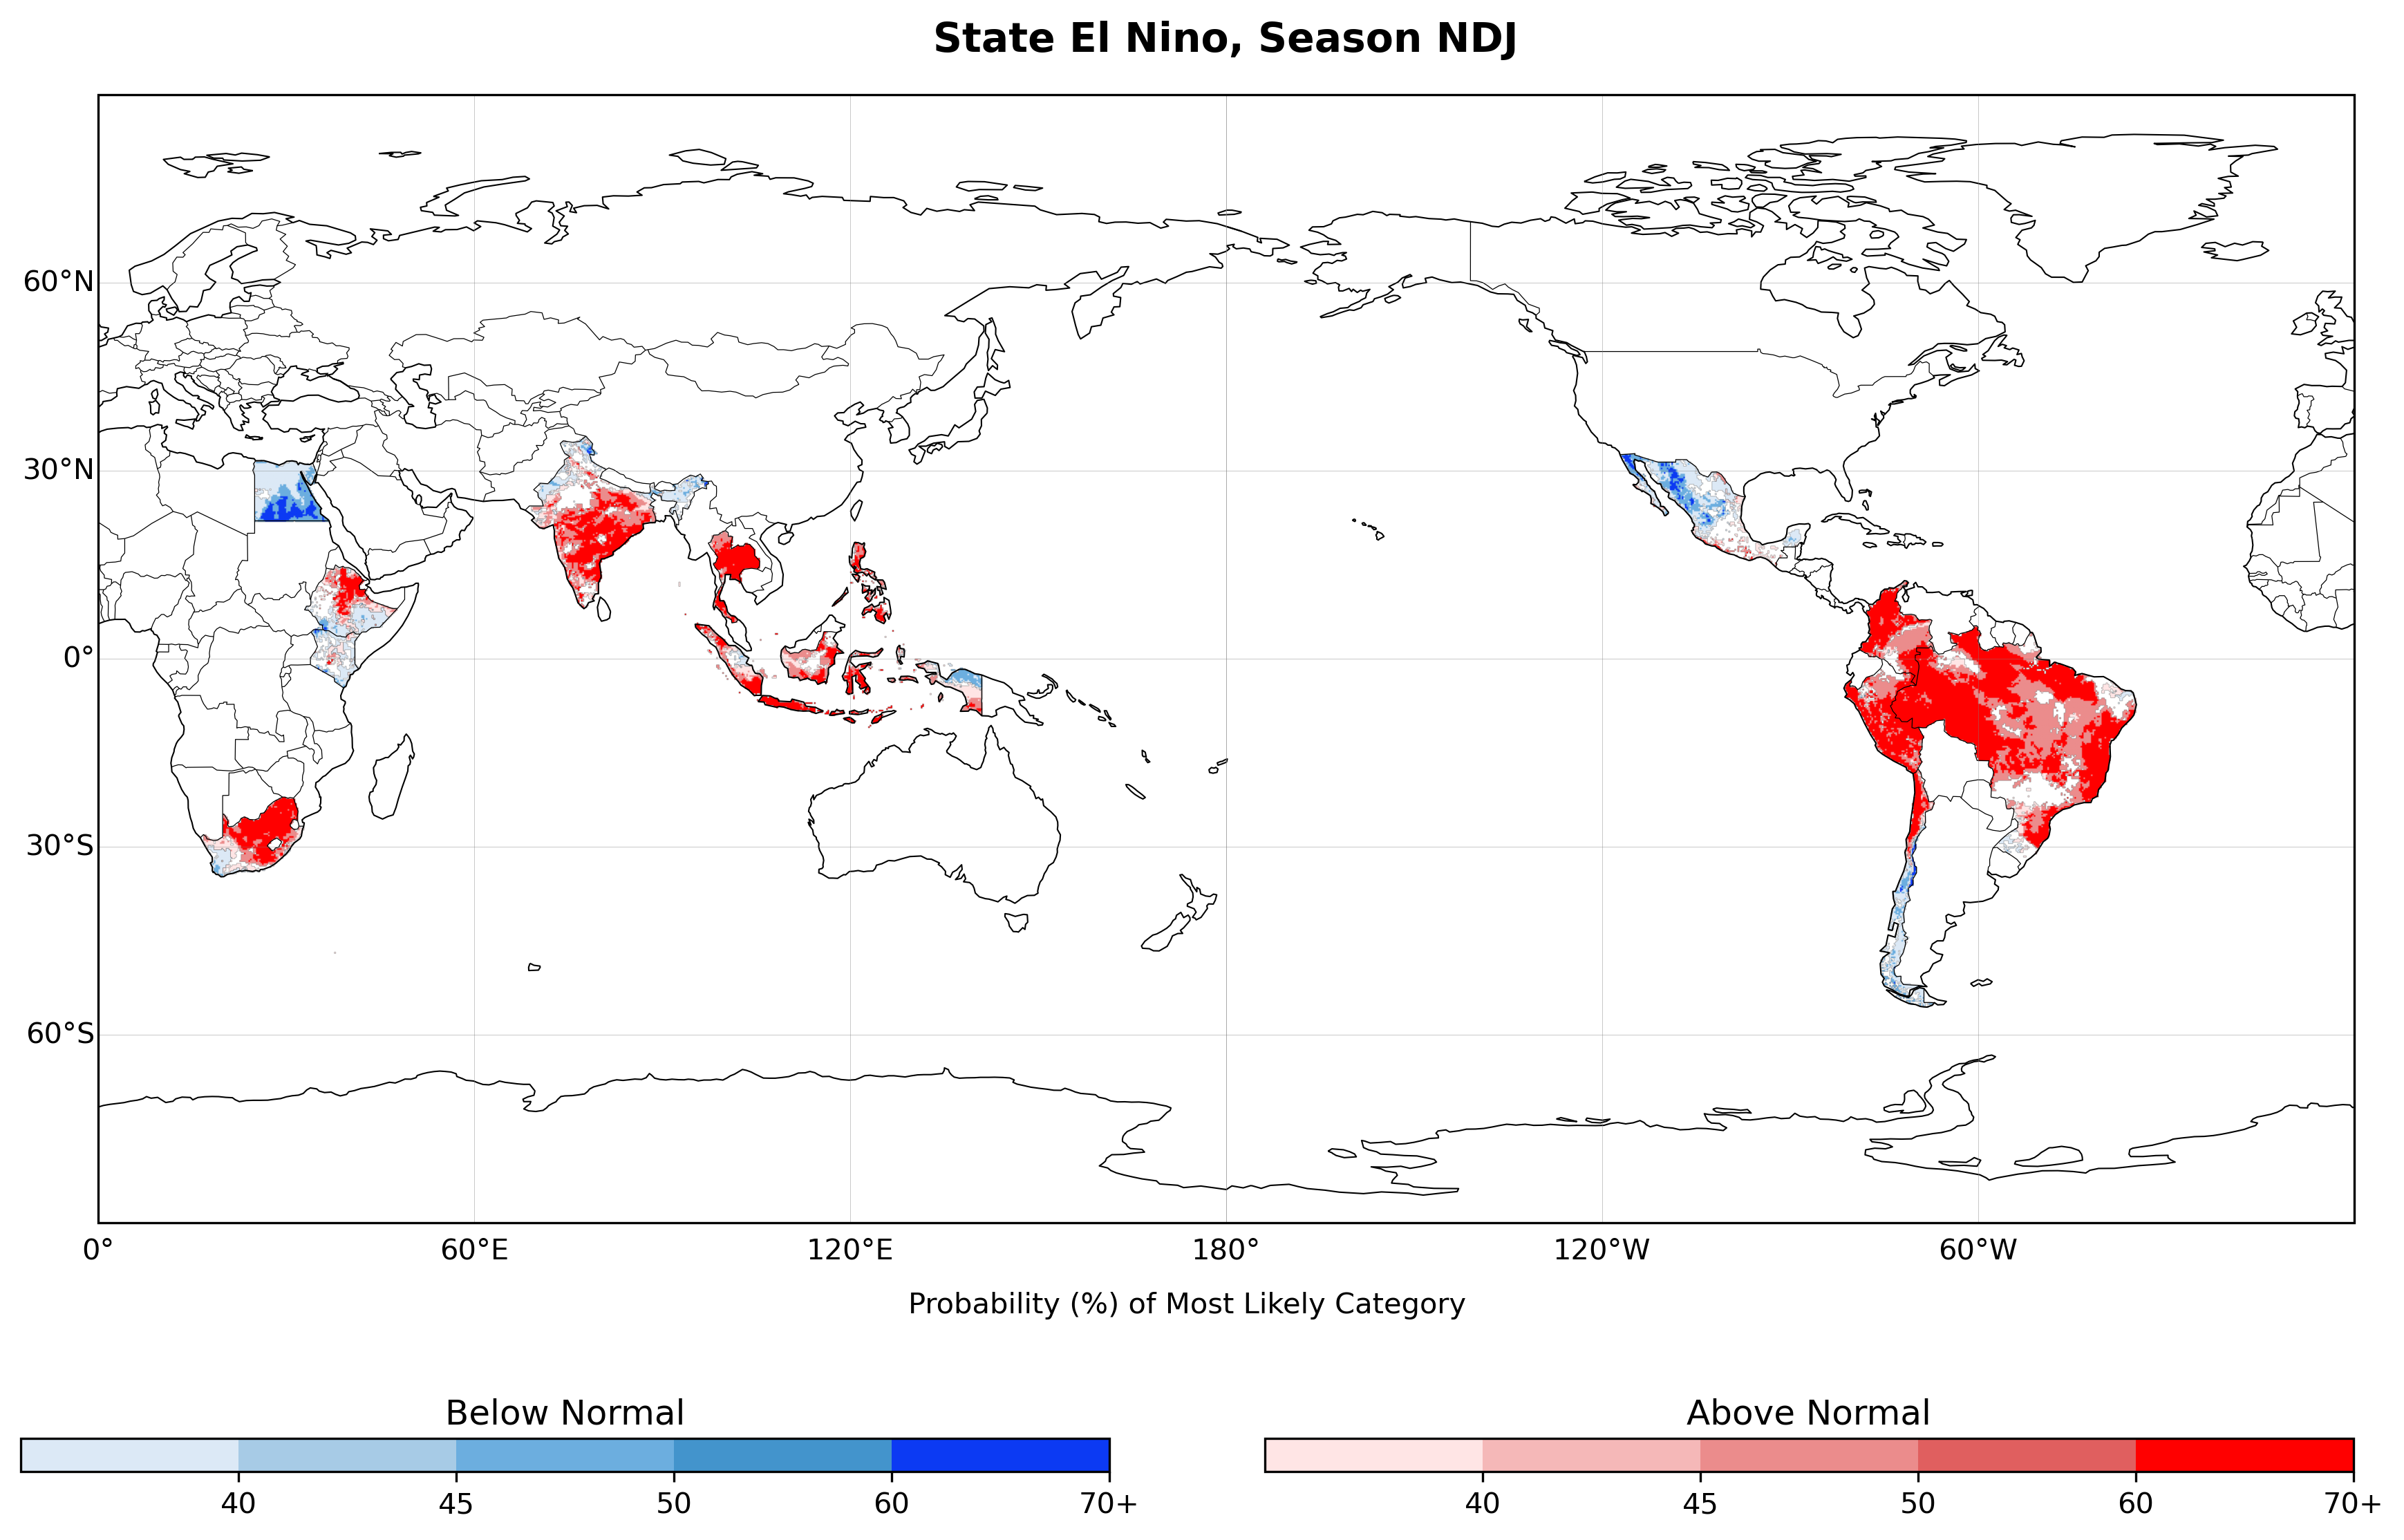 State El Nino, Season NDJ
60°N
30°N
0°
30°S
60°S
0° 60°E 120°E 180° 120°W 60°W
Probability (%) of Most Likely Category
Below Normal
40 45 50 60 70+
Above Normal
40 45 50 60 70+